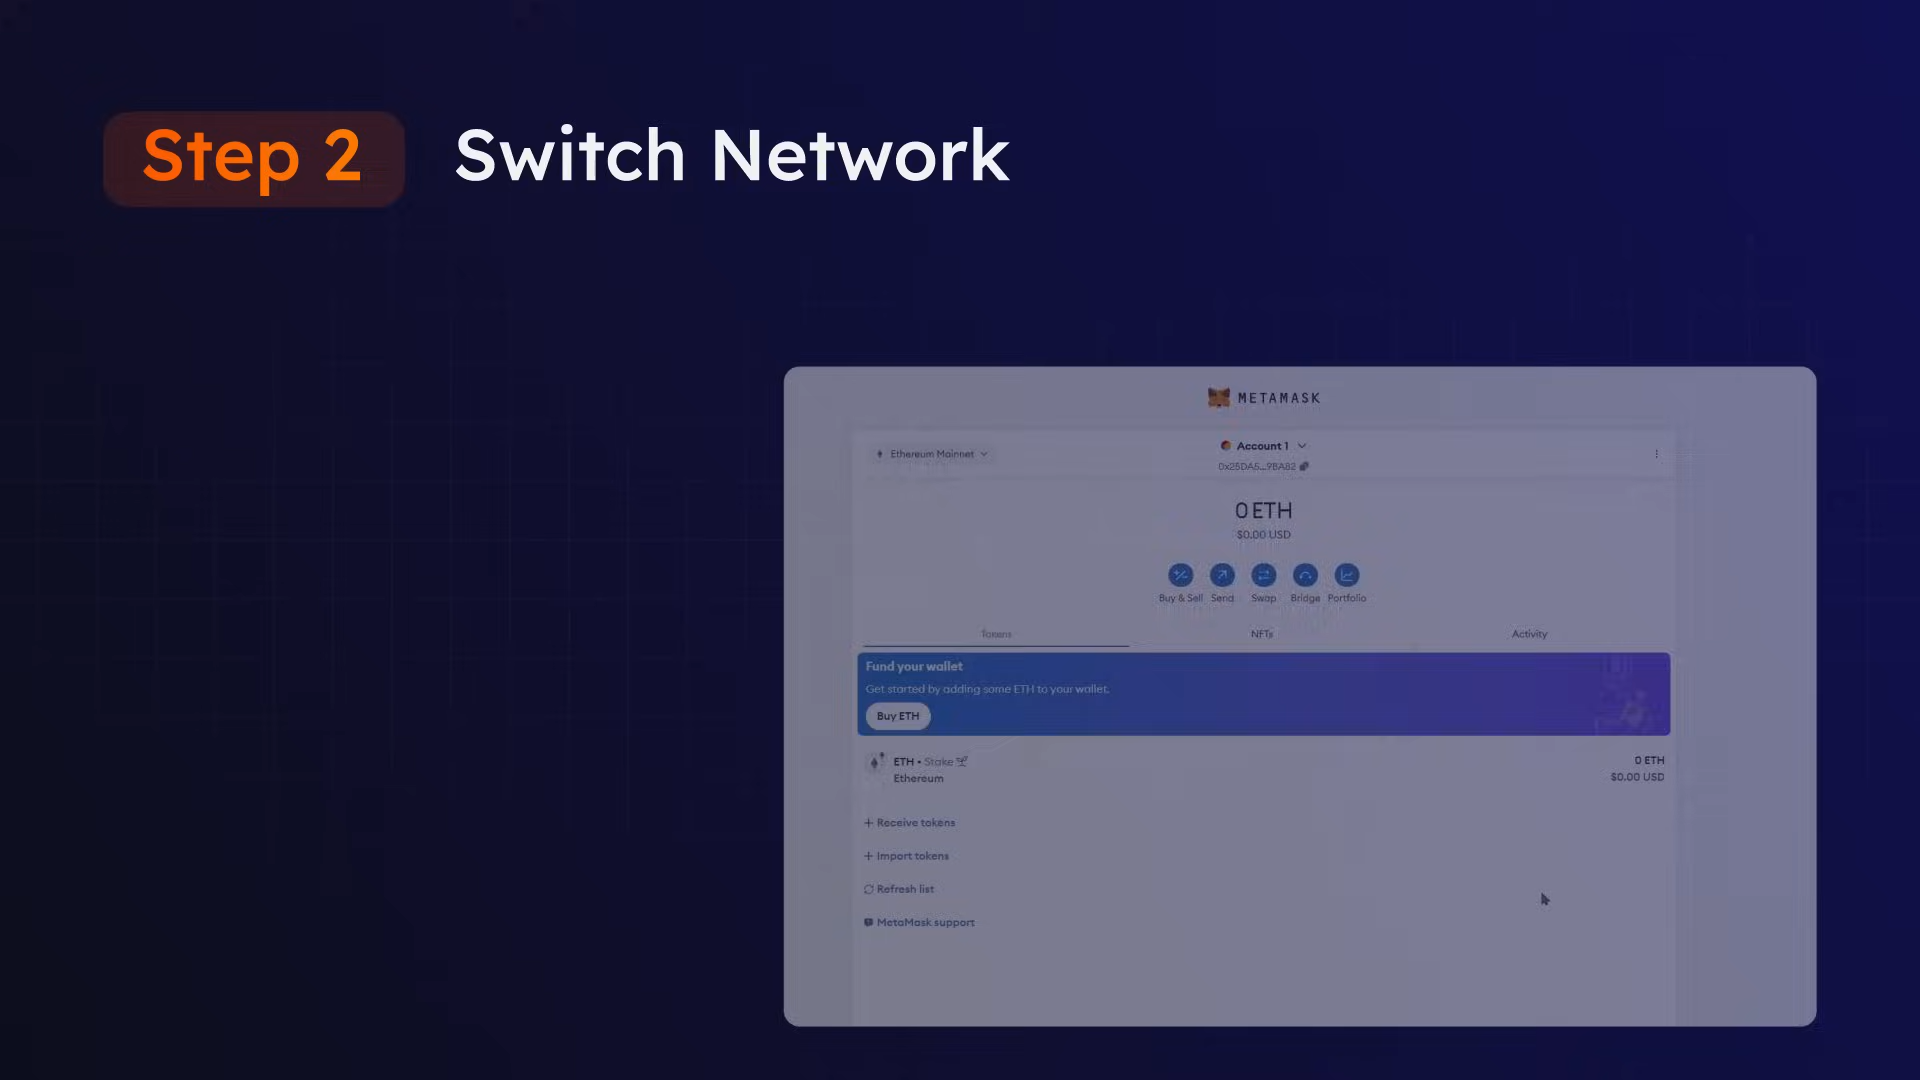 Step 2 Switch Network
METAMASK
Ethereum Mainnet
Account 1
0x25DA5...9BA82
0 ETH
$0.00 USD
Buy & Sell Send Swap Bridge Portfolio
Tokens NFTs Activity
Fund your wallet
Get started by adding some ETH to your wallet.
Buy ETH
ETH • Stake 0 ETH
Ethereum $0.00 USD
+ Receive tokens
+ Import tokens
Refresh list
MetaMask support